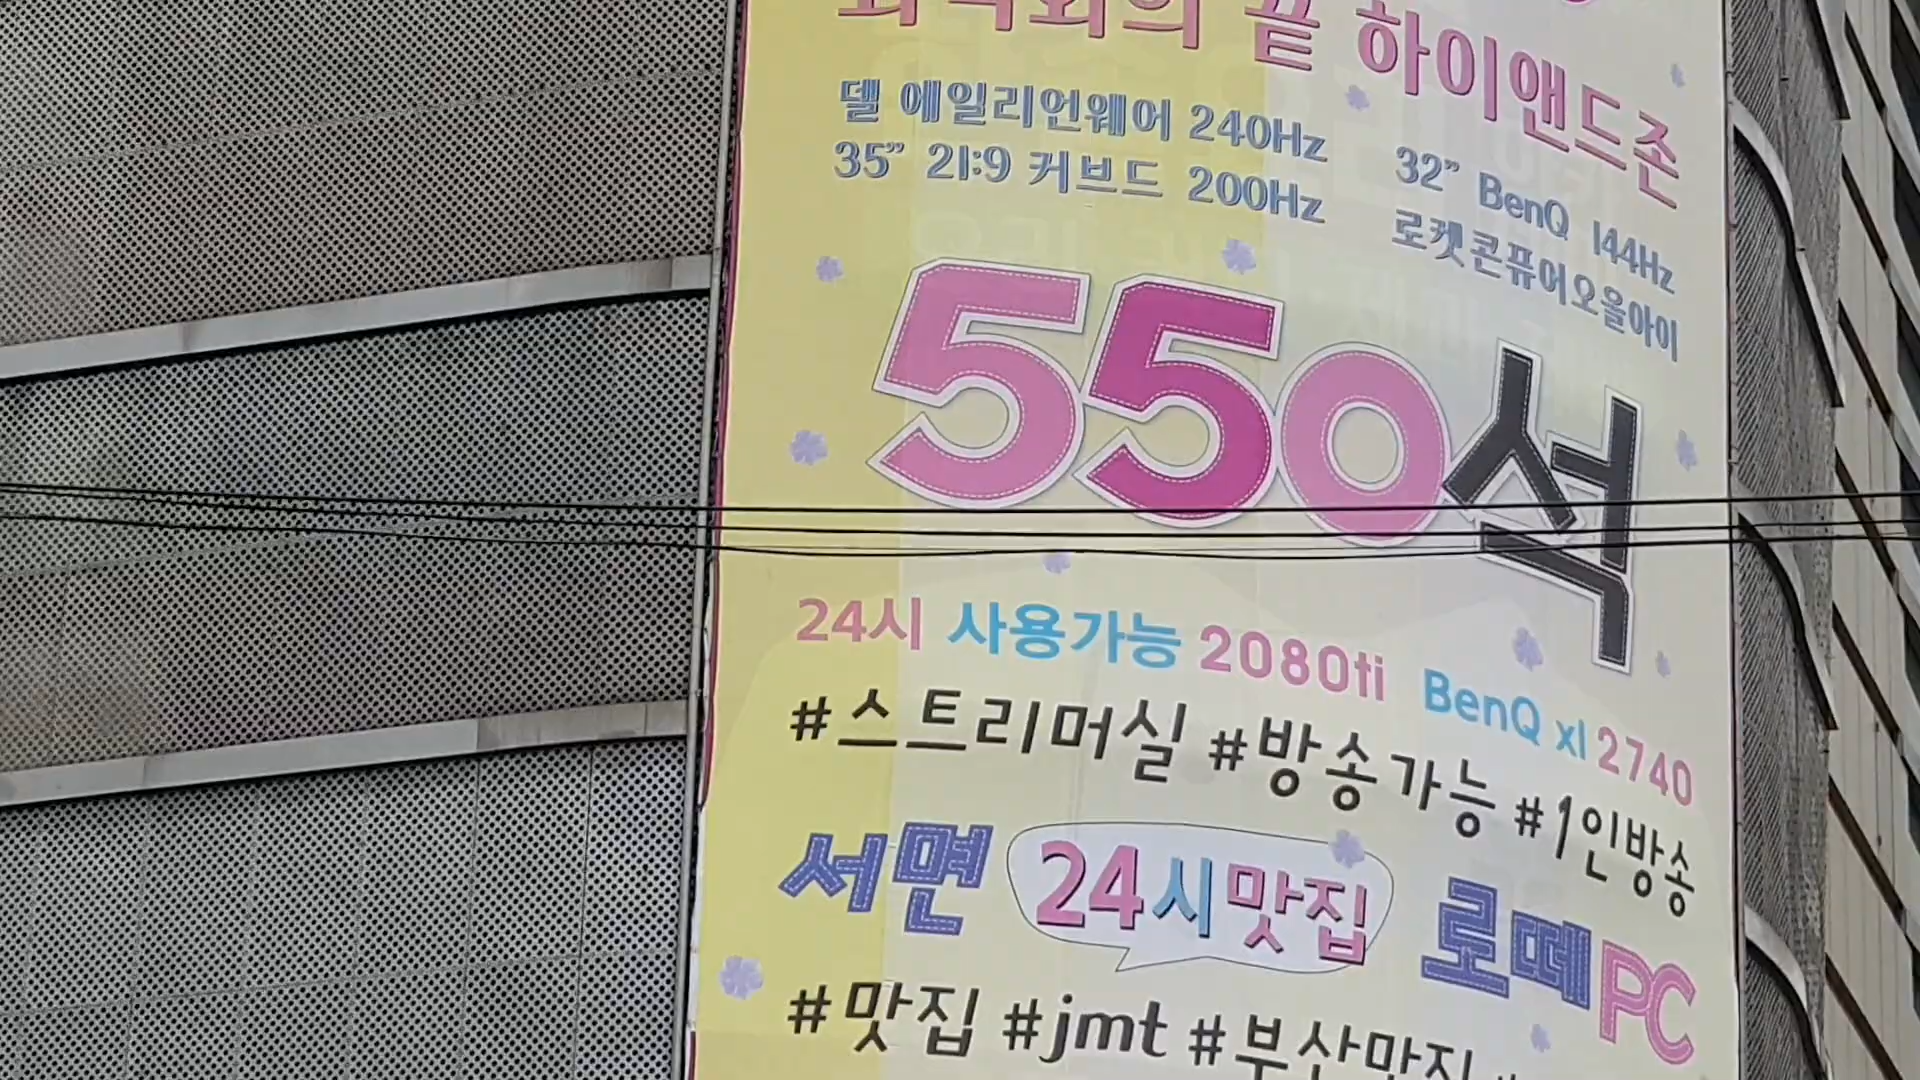 끝 하이앤드존
델 에일리언웨어 240Hz
35” 21:9 커브드 200Hz
32” BenQ 144Hz
로켓콘퓨어오올아이
550석
24시 사용가능 2080ti BenQ xl 2740
#스트리머실 #방송가능 #1인방송
서면 24시맛집 로떼PC
#맛집 #jmt #부산맛집